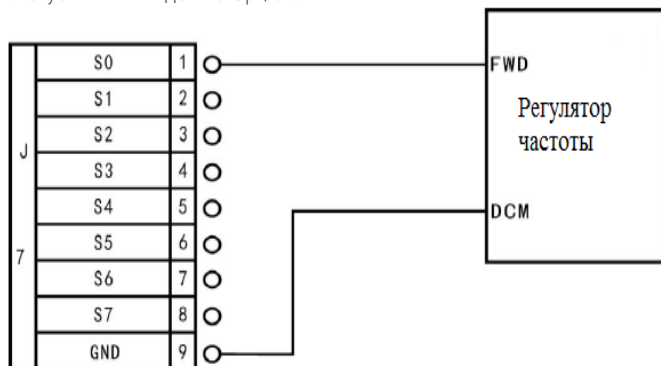 S0 1
S1 2
S2 3
S3 4
S4 5
S5 6
S6 7
S7 8
GND 9
J
7
FWD
Регулятор
частоты
DCM